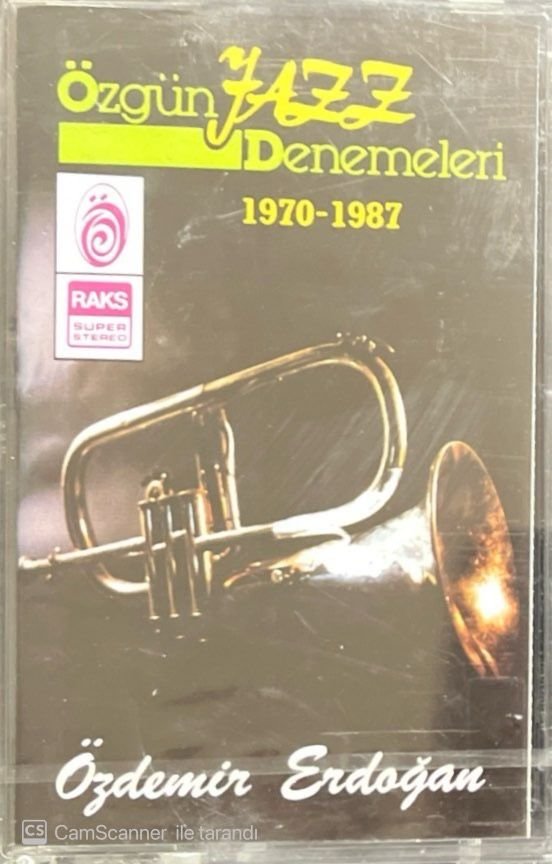 Özgün JAZZ
Denemeleri
1970-1987
Ö
RAKS
SUPER
STEREO
Özdemir Erdoğan
CS CamScanner ile tarandı